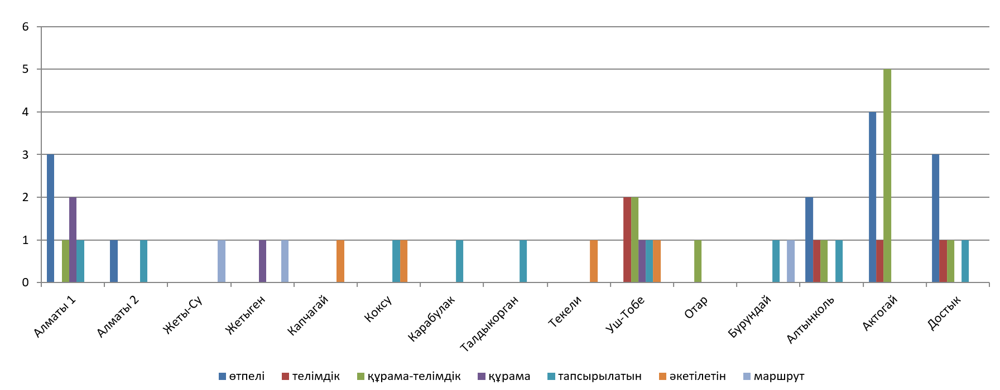 6
5
4
3
2
1
0
Алматы 1
Алматы 2
Жеты-Су
Жетыген
Капчагай
Коксу
Карабулак
Талдыкорган
Текели
Уш-Тобе
Отар
Бурундай
Алтынколь
Актогай
Достык
өтпелі телімдік құрама-телімдік құрама тапсырылатын әкетілетін маршрут